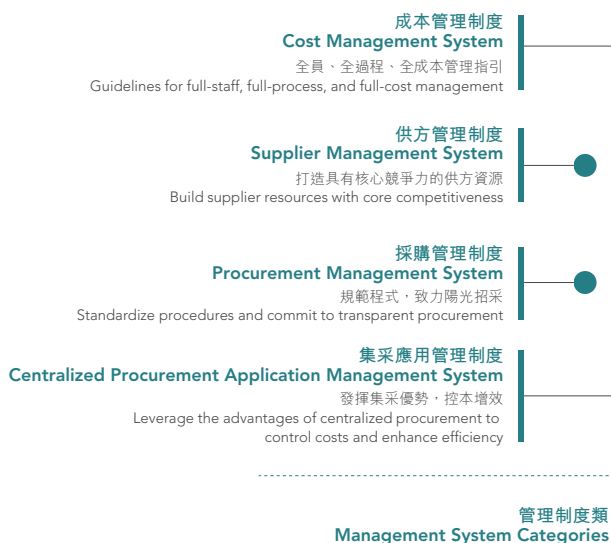 成本管理制度
Cost Management System
全員、全過程、全成本管理指引
Guidelines for full-staff, full-process, and full-cost management
供方管理制度
Supplier Management System
打造具有核心競爭力的供方資源
Build supplier resources with core competitiveness
採購管理制度
Procurement Management System
規範程式，致力陽光招采
Standardize procedures and commit to transparent procurement
集采應用管理制度
Centralized Procurement Application Management System
發揮集采優勢，控本增效
Leverage the advantages of centralized procurement to
control costs and enhance efficiency
管理制度類
Management System Categories